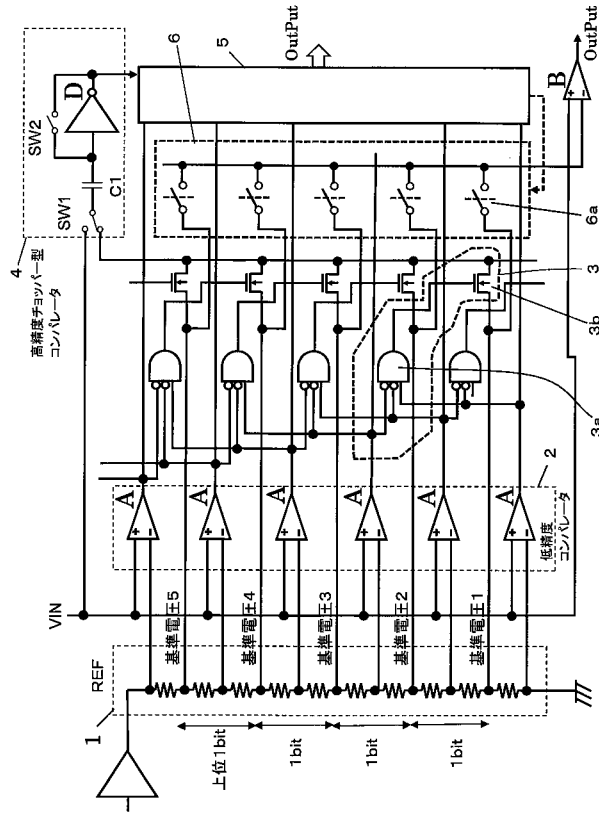 4
高精度チョッパー型
コンパレータ
SW1
SW2
C1
D
6
5
OutPut
VIN
A
A
A
A
A
A
2
低精度
コンパレータ
3a
3b
3
6a
B
OutPut
1
REF
基準電圧5
基準電圧4
基準電圧3
基準電圧2
基準電圧1
上位1bit
1bit
1bit
1bit